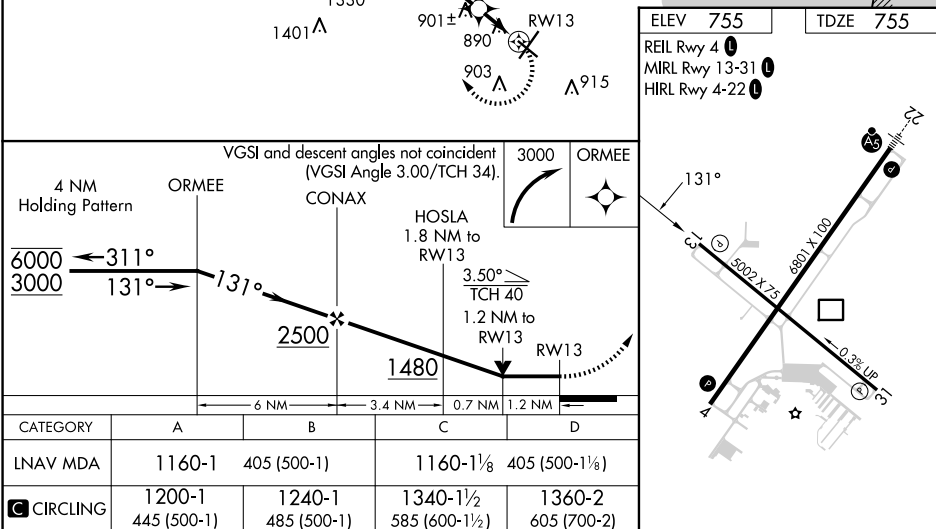 1401
901±
890
RW13
903
915
ELEV 755
TDZE 755
REIL Rwy 4 L
MIRL Rwy 13-31 L
HIRL Rwy 4-22 L
VGSI and descent angles not coincident
(VGSI Angle 3.00/TCH 34).
3000
ORMEE
4 NM
Holding Pattern
ORMEE
CONAX
HOSLA
1.8 NM to
RW13
6000
3000
311°
131°
131°
2500
1480
3.50°
TCH 40
1.2 NM to
RW13
RW13
6 NM
3.4 NM
0.7 NM
1.2 NM
CATEGORY A B C D
LNAV MDA 1160-1 405 (500-1) 1160-1⅛ 405 (500-1⅛)
C CIRCLING 1200-1 1240-1 1340-1½ 1360-2
445 (500-1) 485 (500-1) 585 (600-1½) 605 (700-2)
22
A5
P
131°
13
P
5002 X 75
6801 X 100
0.3% UP
P
4
P
31